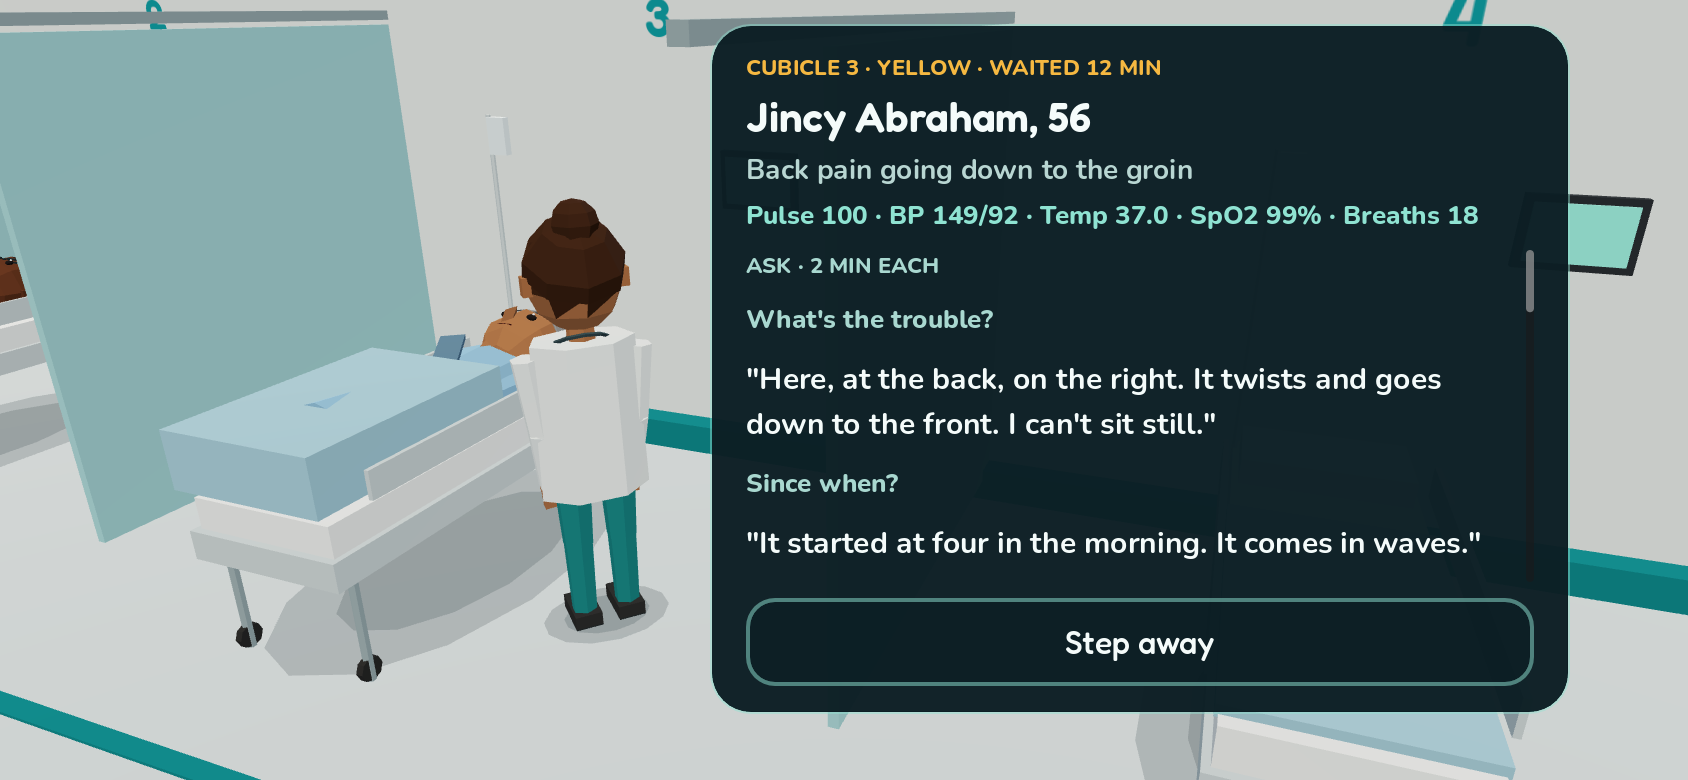 2
3
4
CUBICLE 3 · YELLOW · WAITED 12 MIN
Jincy Abraham, 56
Back pain going down to the groin
Pulse 100 · BP 149/92 · Temp 37.0 · SpO2 99% · Breaths 18
ASK · 2 MIN EACH
What's the trouble?
"Here, at the back, on the right. It twists and goes
down to the front. I can't sit still."
Since when?
"It started at four in the morning. It comes in waves."
Step away